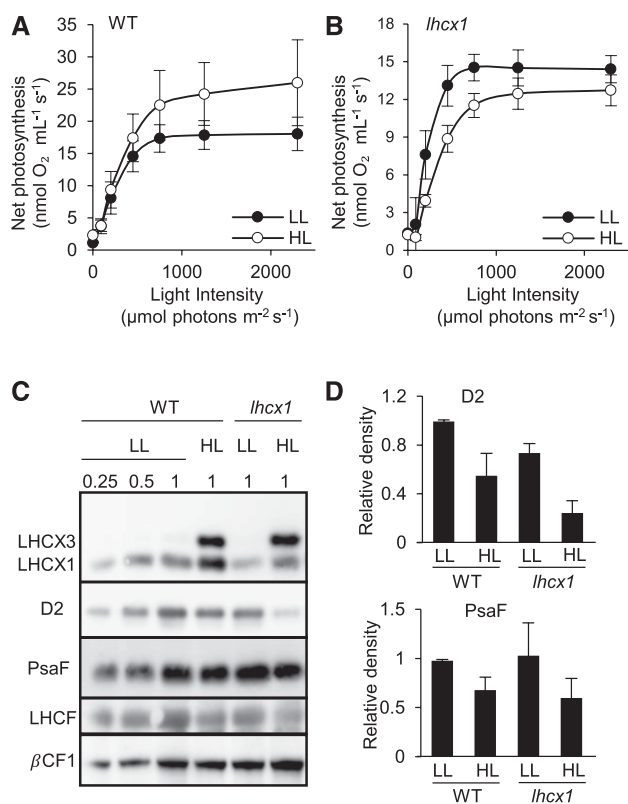 A WT
Net photosynthesis
(nmol O₂ mL⁻¹ s⁻¹)
35
30
25
20
15
10
5
0
LL
HL
0 1000 2000
Light Intensity
(µmol photons m⁻² s⁻¹)
B lhcx1
Net photosynthesis
(nmol O₂ mL⁻¹ s⁻¹)
18
15
12
9
6
3
0
LL
HL
0 1000 2000
Light Intensity
(µmol photons m⁻² s⁻¹)
C
WT lhcx1
LL HL LL HL
0.25 0.5 1 1 1 1
LHCX3
LHCX1
D2
PsaF
LHCF
βCF1
D
D2
Relative density
1.2
0.8
0.4
0
LL HL LL HL
WT lhcx1
PsaF
Relative density
1.5
1
0.5
0
LL HL LL HL
WT lhcx1